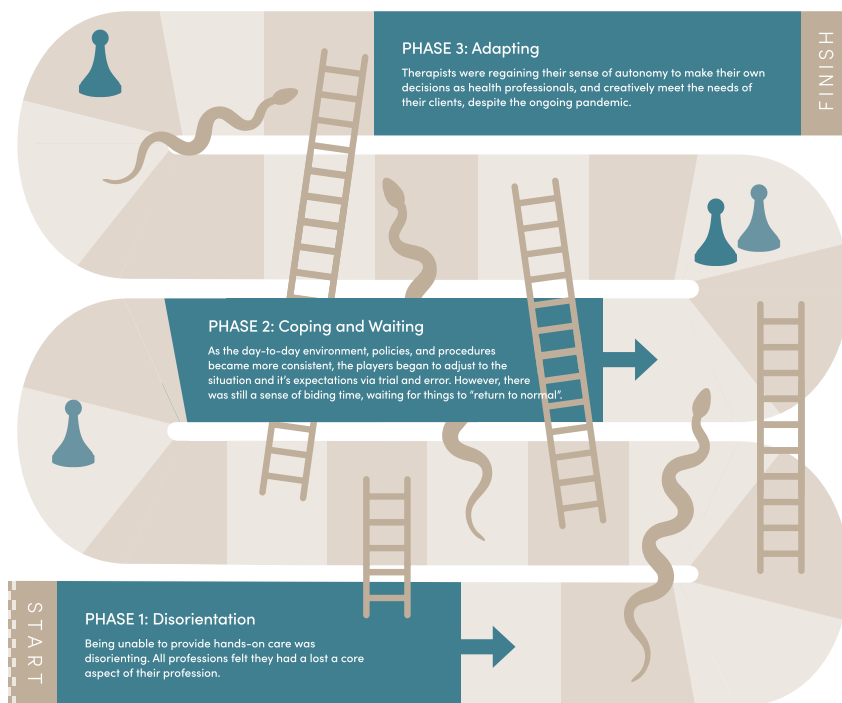 PHASE 3: Adapting
Therapists were regaining their sense of autonomy to make their own
decisions as health professionals, and creatively meet the needs of
their clients, despite the ongoing pandemic.
FINISH
PHASE 2: Coping and Waiting
As the day-to-day environment, policies, and procedures
became more consistent, the players began to adjust to the
situation and it’s expectations via trial and error. However, there
was still a sense of biding time, waiting for things to “return to normal”.
START
PHASE 1: Disorientation
Being unable to provide hands-on care was
disorienting. All professions felt they had a lost a core
aspect of their profession.